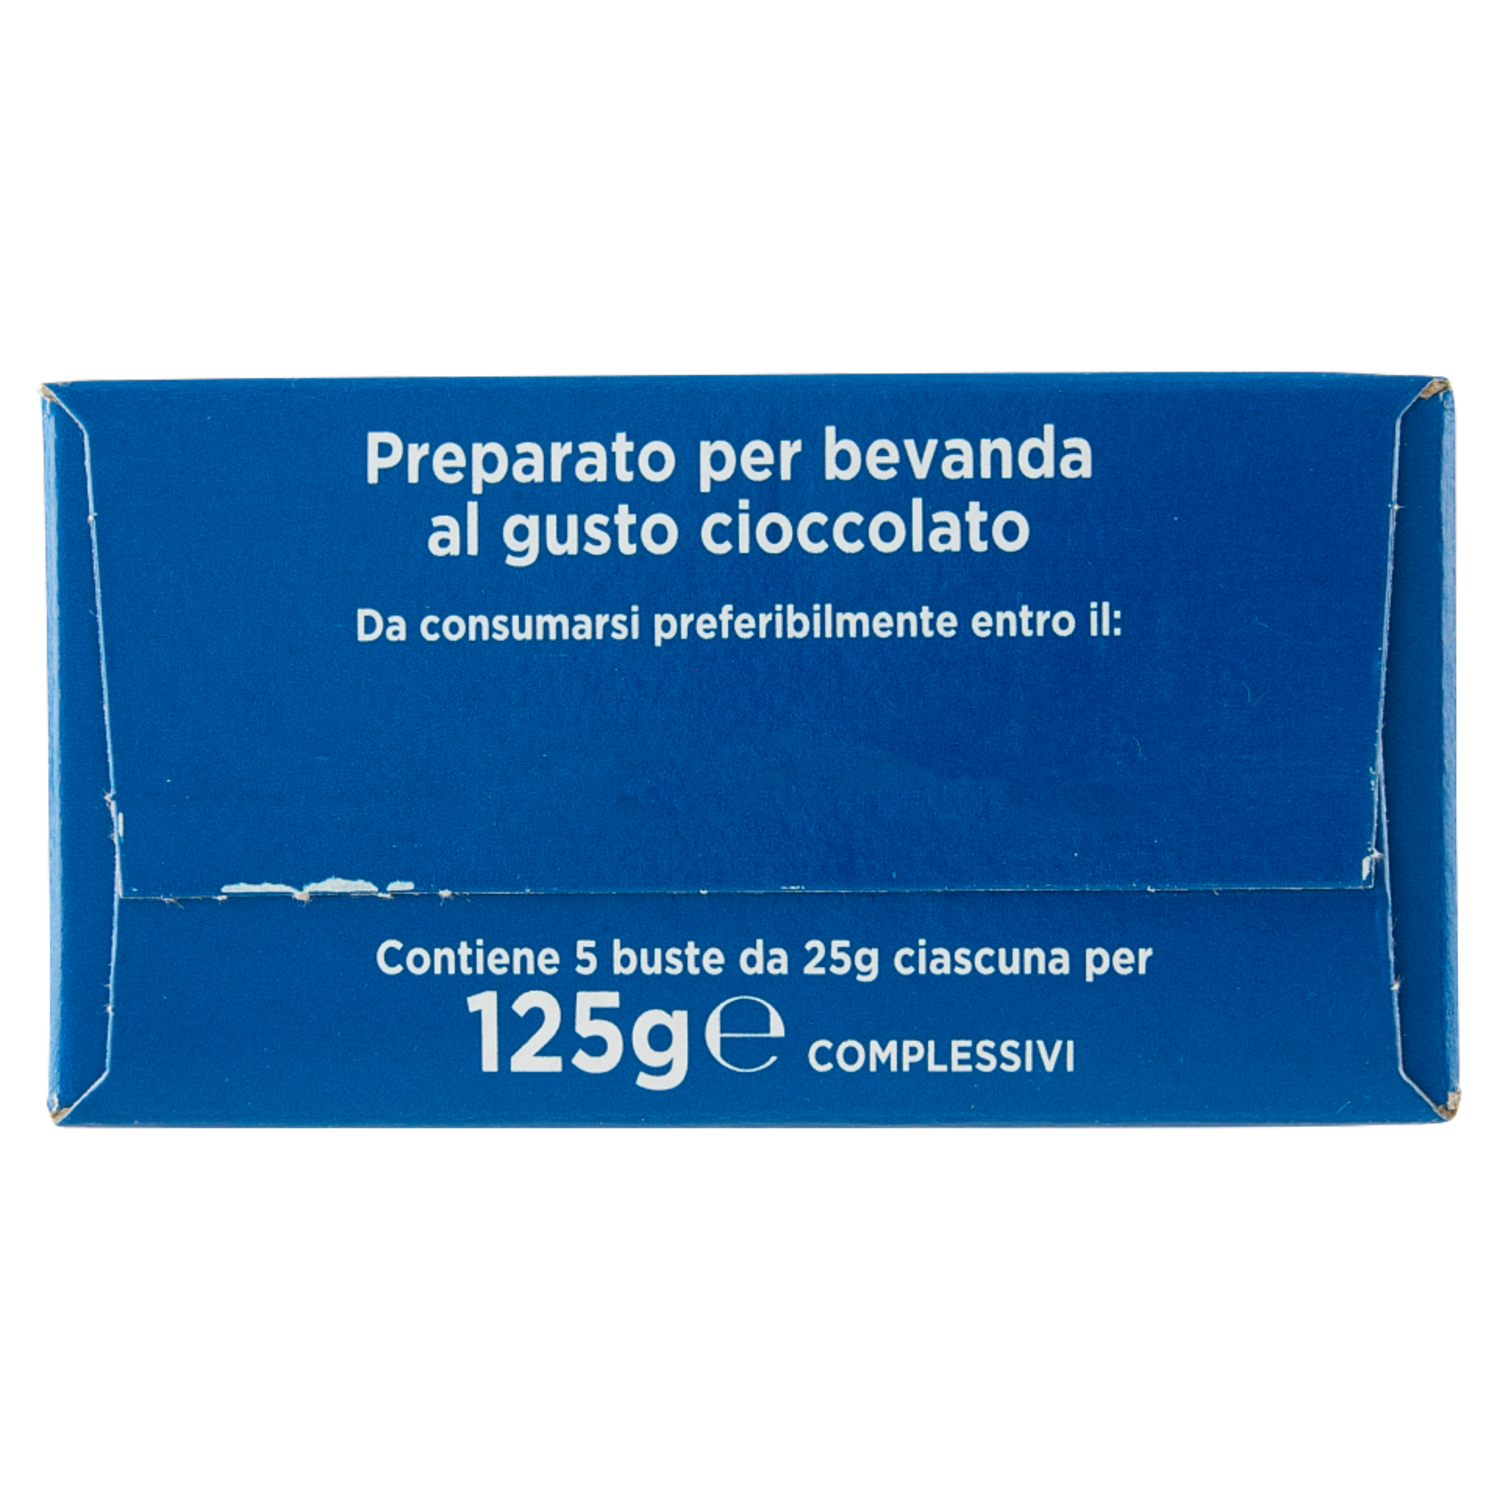 Preparato per bevanda
al gusto cioccolato
Da consumarsi preferibilmente entro il:
Contiene 5 buste da 25g ciascuna per
125g ℮ COMPLESSIVI